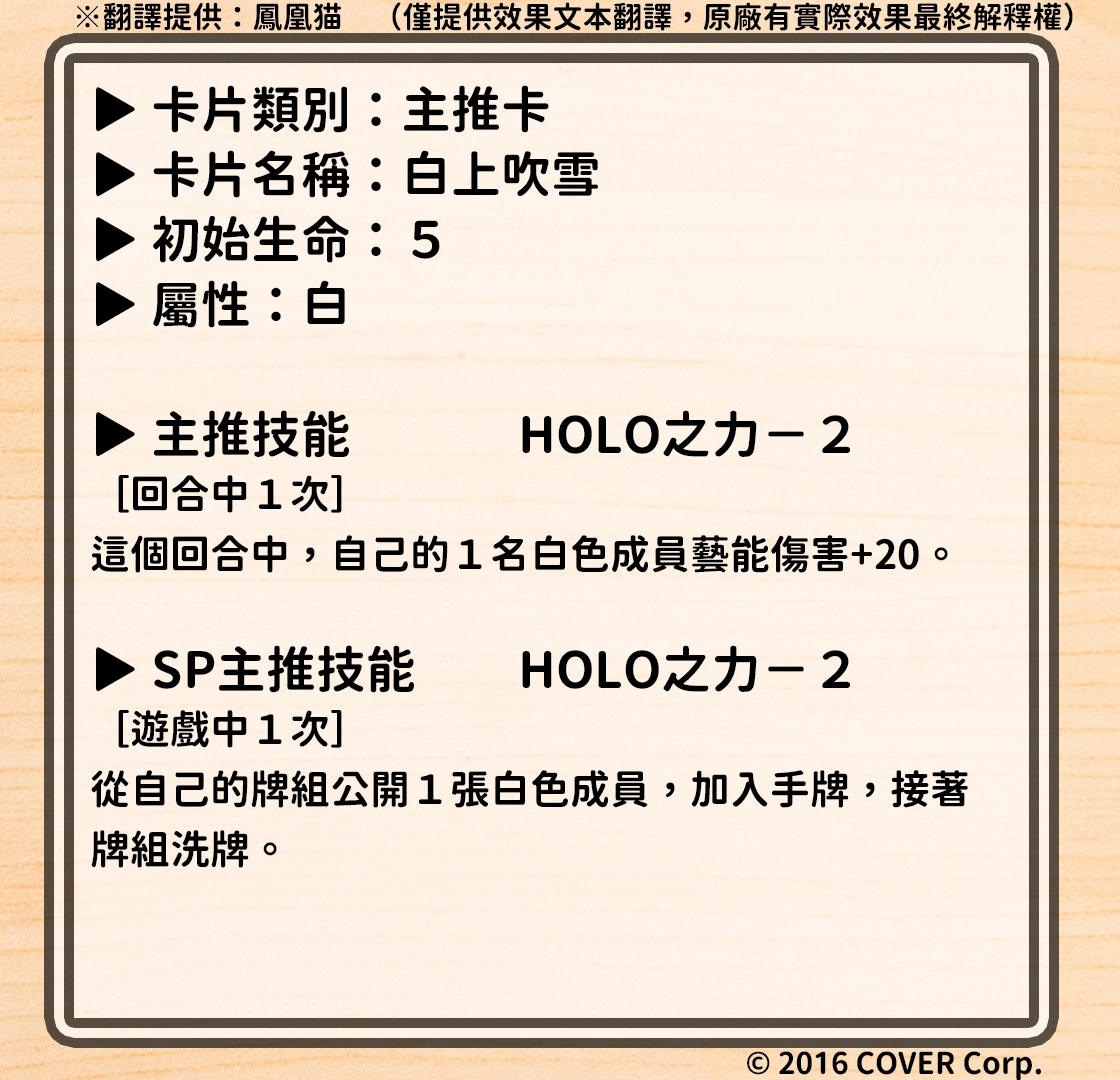 ※翻譯提供：鳳凰猫　（僅提供效果文本翻譯，原廠有實際效果最終解釋權）
▶ 卡片類別：主推卡
▶ 卡片名稱：白上吹雪
▶ 初始生命：５
▶ 屬性：白
▶ 主推技能　　　HOLO之力－２
［回合中１次］
這個回合中，自己的１名白色成員藝能傷害+20。
▶ SP主推技能　　HOLO之力－２
［遊戲中１次］
從自己的牌組公開１張白色成員，加入手牌，接著
牌組洗牌。
© 2016 COVER Corp.